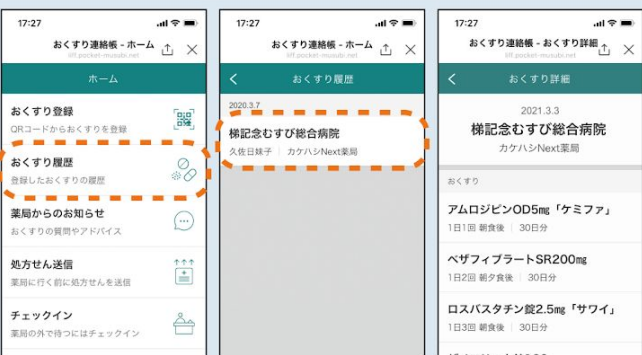 17:27
おくすり連絡帳 - ホーム
liff.pocket-musubi.net
ホーム
おくすり登録
QRコードからおくすりを登録
おくすり履歴
登録したおくすりの履歴
薬局からのお知らせ
おくすりの質問やアドバイス
処方せん送信
薬局に行く前に処方せんを送信
チェックイン
薬局の外で待つにはチェックイン
17:27
おくすり連絡帳 - ホーム
liff.pocket-musubi.net
おくすり履歴
2020.3.7
梯記念むすび総合病院
久佐日妹子 | カケハシNext薬局
17:27
おくすり連絡帳 - おくすり詳細
liff.pocket-musubi.net
おくすり詳細
2021.3.3
梯記念むすび総合病院
カケハシNext薬局
おくすり
アムロジピンOD5mg「ケミファ」
1日1回 朝食後 | 30日分
ベザフィブラートSR200mg
1日2回 朝夕食後 | 30日分
ロスバスタチン錠2.5mg「サワイ」
1日3回 朝食後 | 30日分